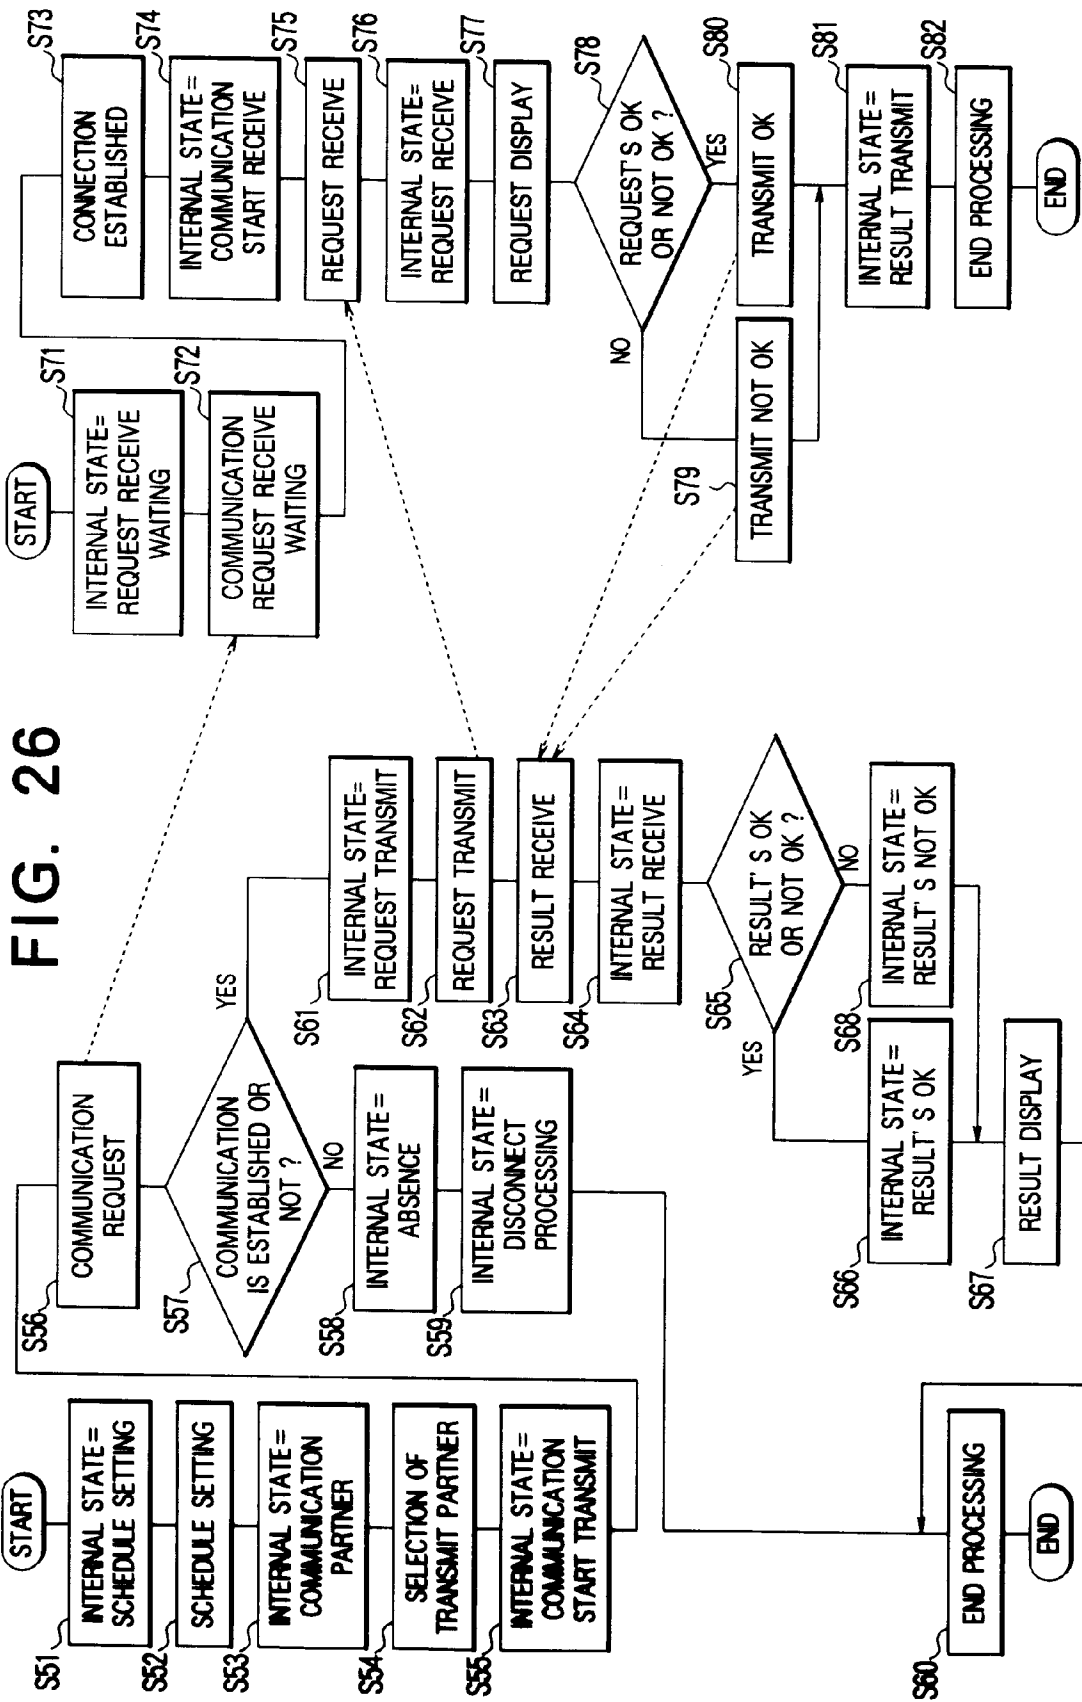 FIG. 26
START
S51
INTERNAL STATE=
SCHEDULE SETTING
S52
SCHEDULE SETTING
S53
INTERNAL STATE=
COMMUNICATION
PARTNER
S54
SELECTION OF
TRANSMIT PARTNER
S55
INTERNAL STATE=
COMMUNICATION
START TRANSMIT
S56
COMMUNICATION
REQUEST
S57
COMMUNICATION
IS ESTABLISHED OR
NOT ?
YES
NO
S58
INTERNAL STATE=
ABSENCE
S59
INTERNAL STATE=
DISCONNECT
PROCESSING
S60
END PROCESSING
END
S61
INTERNAL STATE=
REQUEST TRANSMIT
S62
REQUEST TRANSMIT
S63
RESULT RECEIVE
S64
INTERNAL STATE=
RESULT RECEIVE
S65
RESULT'S OK
OR NOT OK ?
YES
NO
S66
INTERNAL STATE=
RESULT'S OK
S68
INTERNAL STATE=
RESULT'S NOT OK
S67
RESULT DISPLAY
START
S71
INTERNAL STATE=
REQUEST RECEIVE
WAITING
S72
COMMUNICATION
REQUEST RECEIVE
WAITING
S73
CONNECTION
ESTABLISHED
S74
INTERNAL STATE=
COMMUNICATION
START RECEIVE
S75
REQUEST RECEIVE
S76
INTERNAL STATE=
REQUEST RECEIVE
S77
REQUEST DISPLAY
S78
REQUEST'S OK
OR NOT OK ?
NO
YES
S79
TRANSMIT NOT OK
S80
TRANSMIT OK
S81
INTERNAL STATE=
RESULT TRANSMIT
S82
END PROCESSING
END